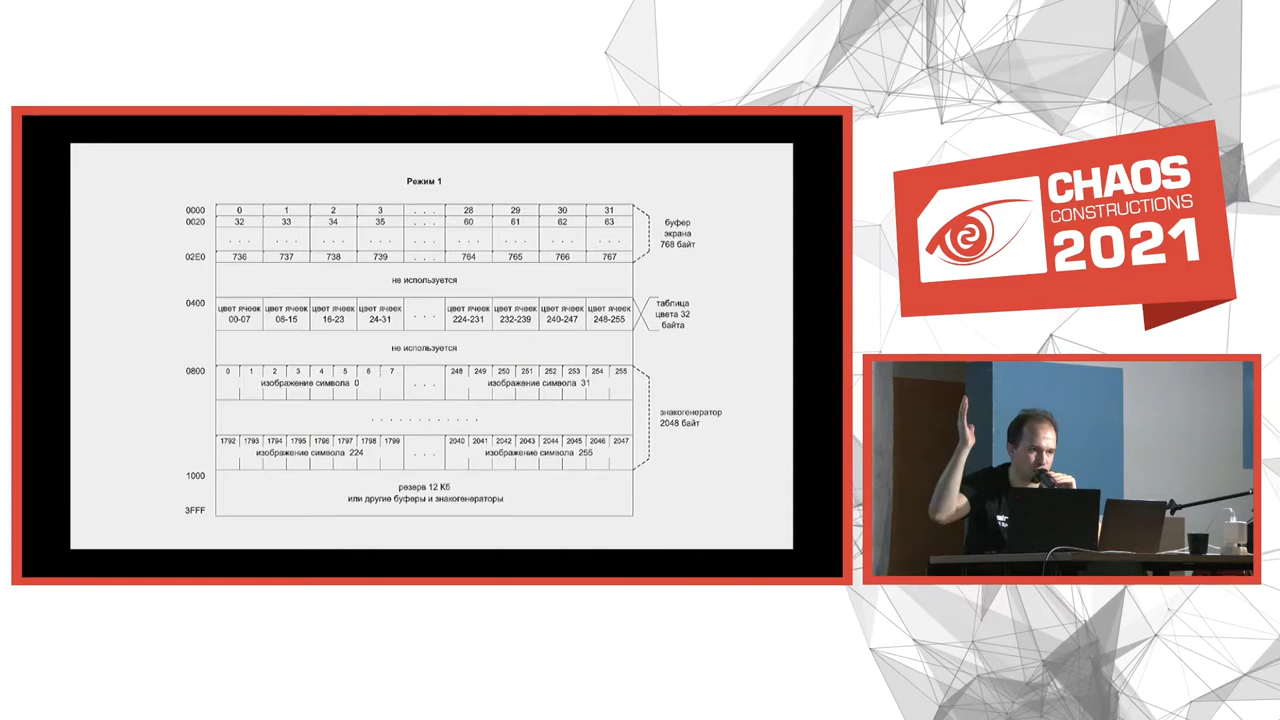 Режим 1
0000 0 1 2 3 . . . 28 29 30 31
0020 32 33 34 35 . . . 60 61 62 63
. . . . . . . . . . . . . . . . . . . . . . . . . . .
02E0 736 737 738 739 764 765 766 767
буфер
экрана
768 байт
не используется
0400
цвет ячеек цвет ячеек цвет ячеек цвет ячеек цвет ячеек цвет ячеек цвет ячеек цвет ячеек
00-07 08-15 16-23 24-31 . . . 224-231 232-239 240-247 248-255
таблица
цвета 32
байта
не используется
0800 0 1 2 3 4 5 6 7 248 249 250 251 252 253 254 255
изображение символа 0 . . . изображение символа 31
. . . . . . . . . . . .
знакогенератор
2048 байт
1792 1793 1794 1795 1796 1797 1798 1799 2040 2041 2042 2043 2044 2045 2046 2047
изображение символа 224 . . . изображение символа 255
1000
резерв 12 Кб
или другие буферы и знакогенераторы
3FFF
CHAOS
CONSTRUCTIONS
2021